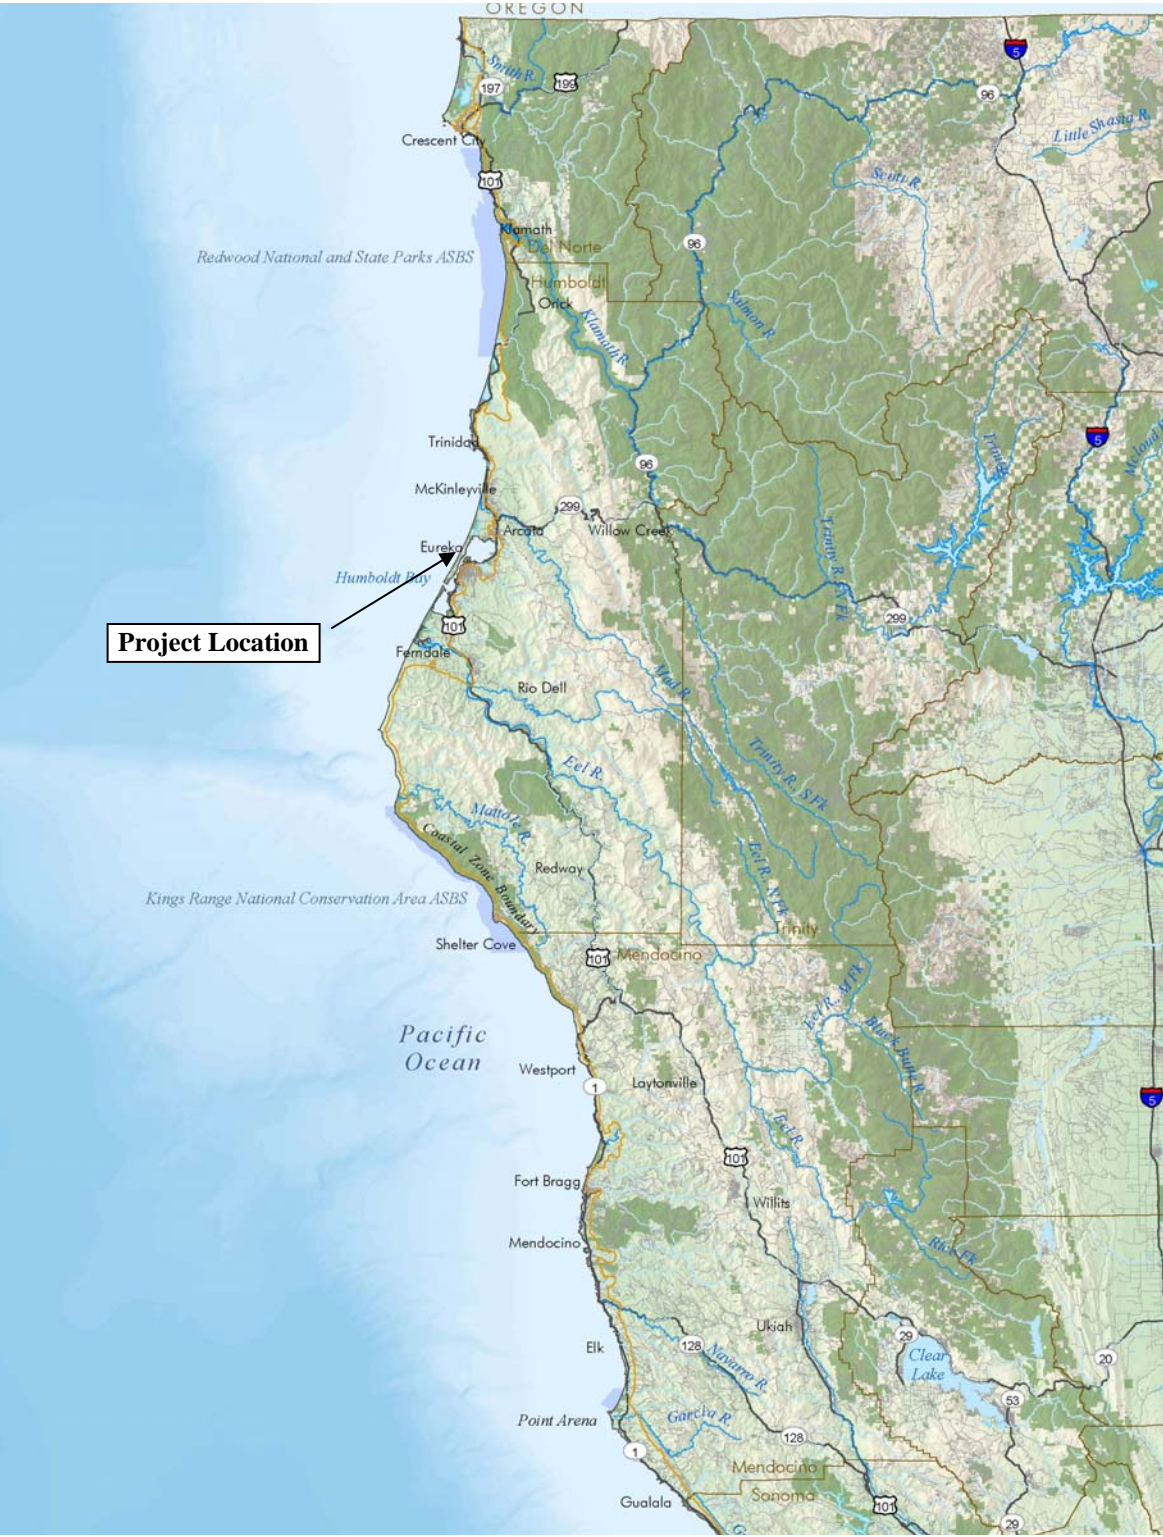 OREGON
5
Smith R.
199
197
96
Little Shasta R.
Crescent City
101
Scott R.
Klamath
Del Norte
96
Redwood National and State Parks ASBS
Humboldt
Orick
Salmon R.
Klamath R.
Trinidad
5
96
McKinleyville
299
Arcata
Willow Creek
Eureka
Humboldt Bay
Project Location
101
299
Ferndale
Rio Dell
Mad R.
Eel R.
Trinity R., S Fk
Mattole R.
Coastal Zone Boundary
Redway
Eel R., N Fk
Kings Range National Conservation Area ASBS
Trinity
Shelter Cove
101
Mendocino
Eel R., M Fk
Pacific
Ocean
Black Butte R.
Westport
1
Laytonville
5
Eel R.
101
Fort Bragg
Willits
Mendocino
Rice Fk
Ukiah
29
Elk
128
Navarro R.
Clear
Lake
20
53
Point Arena
Garcia R.
128
1
Mendocino
Sonoma
Gualala
101
29